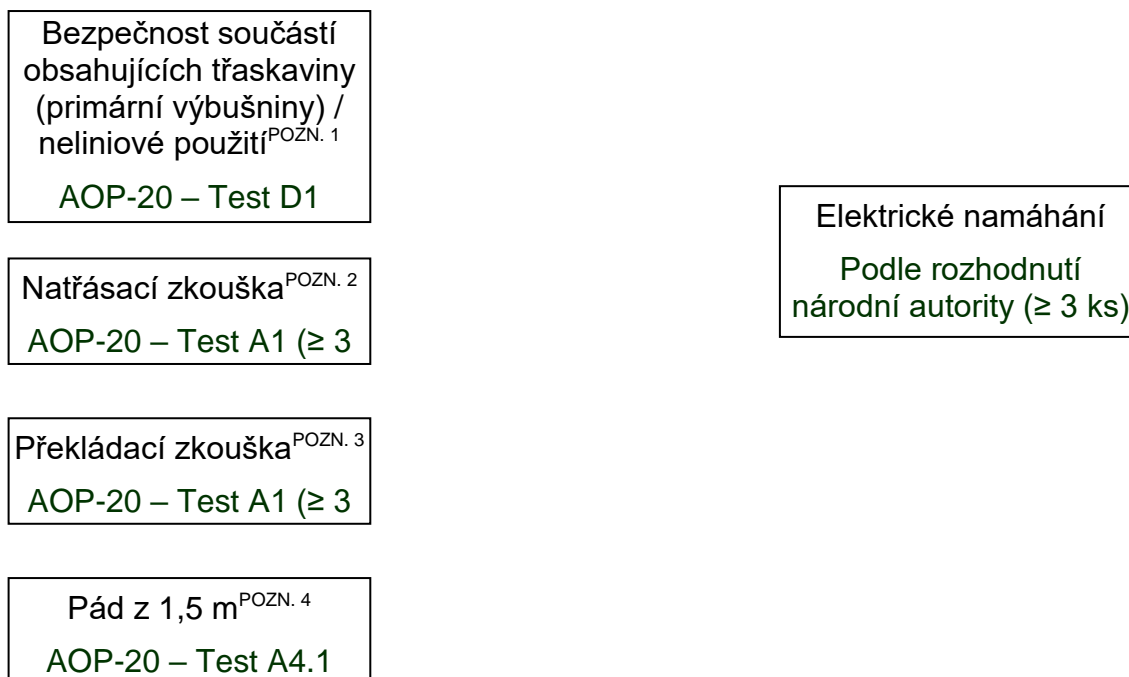 Bezpečnost součástí
obsahujících třaskaviny
(primární výbušniny) /
neliniové použitíPOZN. 1
AOP-20 – Test D1
Natřásací zkouškaPOZN. 2
AOP-20 – Test A1 (≥ 3
Překládací zkouškaPOZN. 3
AOP-20 – Test A1 (≥ 3
Pád z 1,5 mPOZN. 4
AOP-20 – Test A4.1
Elektrické namáhání
Podle rozhodnutí
národní autority (≥ 3 ks)